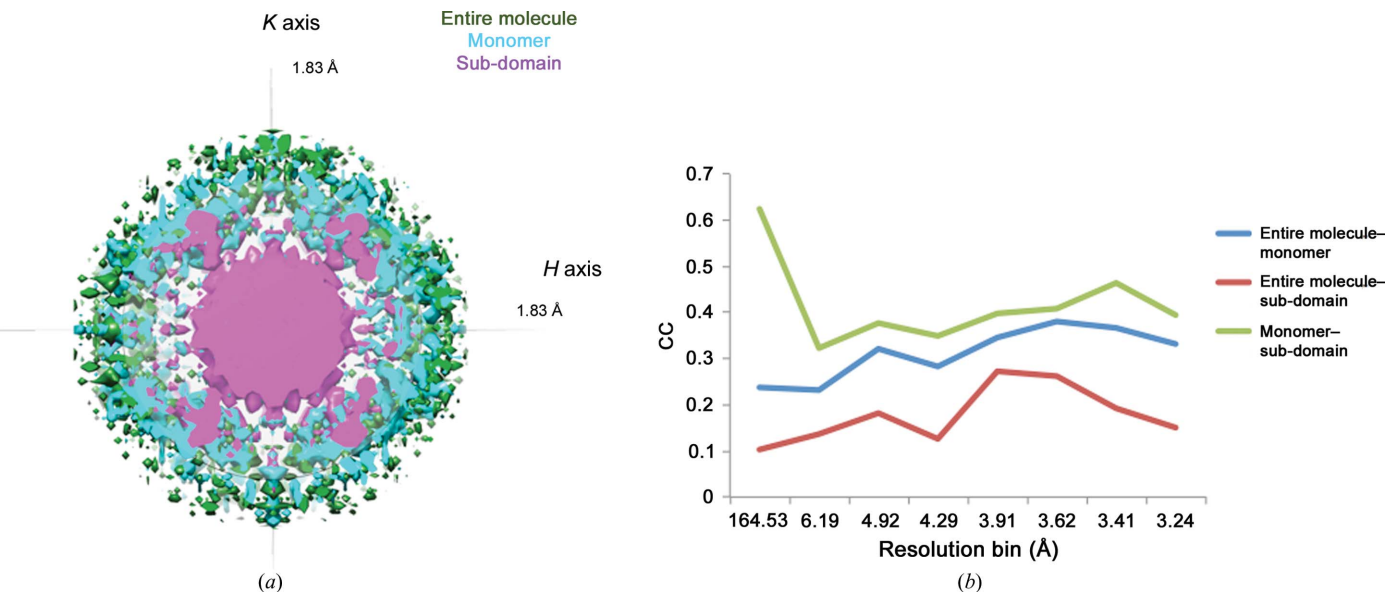 K axis
1.83 Å
Entire molecule
Monomer
Sub-domain
H axis
1.83 Å
(a)
0.7
0.6
0.5
0.4
0.3
0.2
0.1
0
CC
164.53 6.19 4.92 4.29 3.91 3.62 3.41 3.24
Resolution bin (Å)
Entire molecule–
monomer
Entire molecule–
sub-domain
Monomer–
sub-domain
(b)